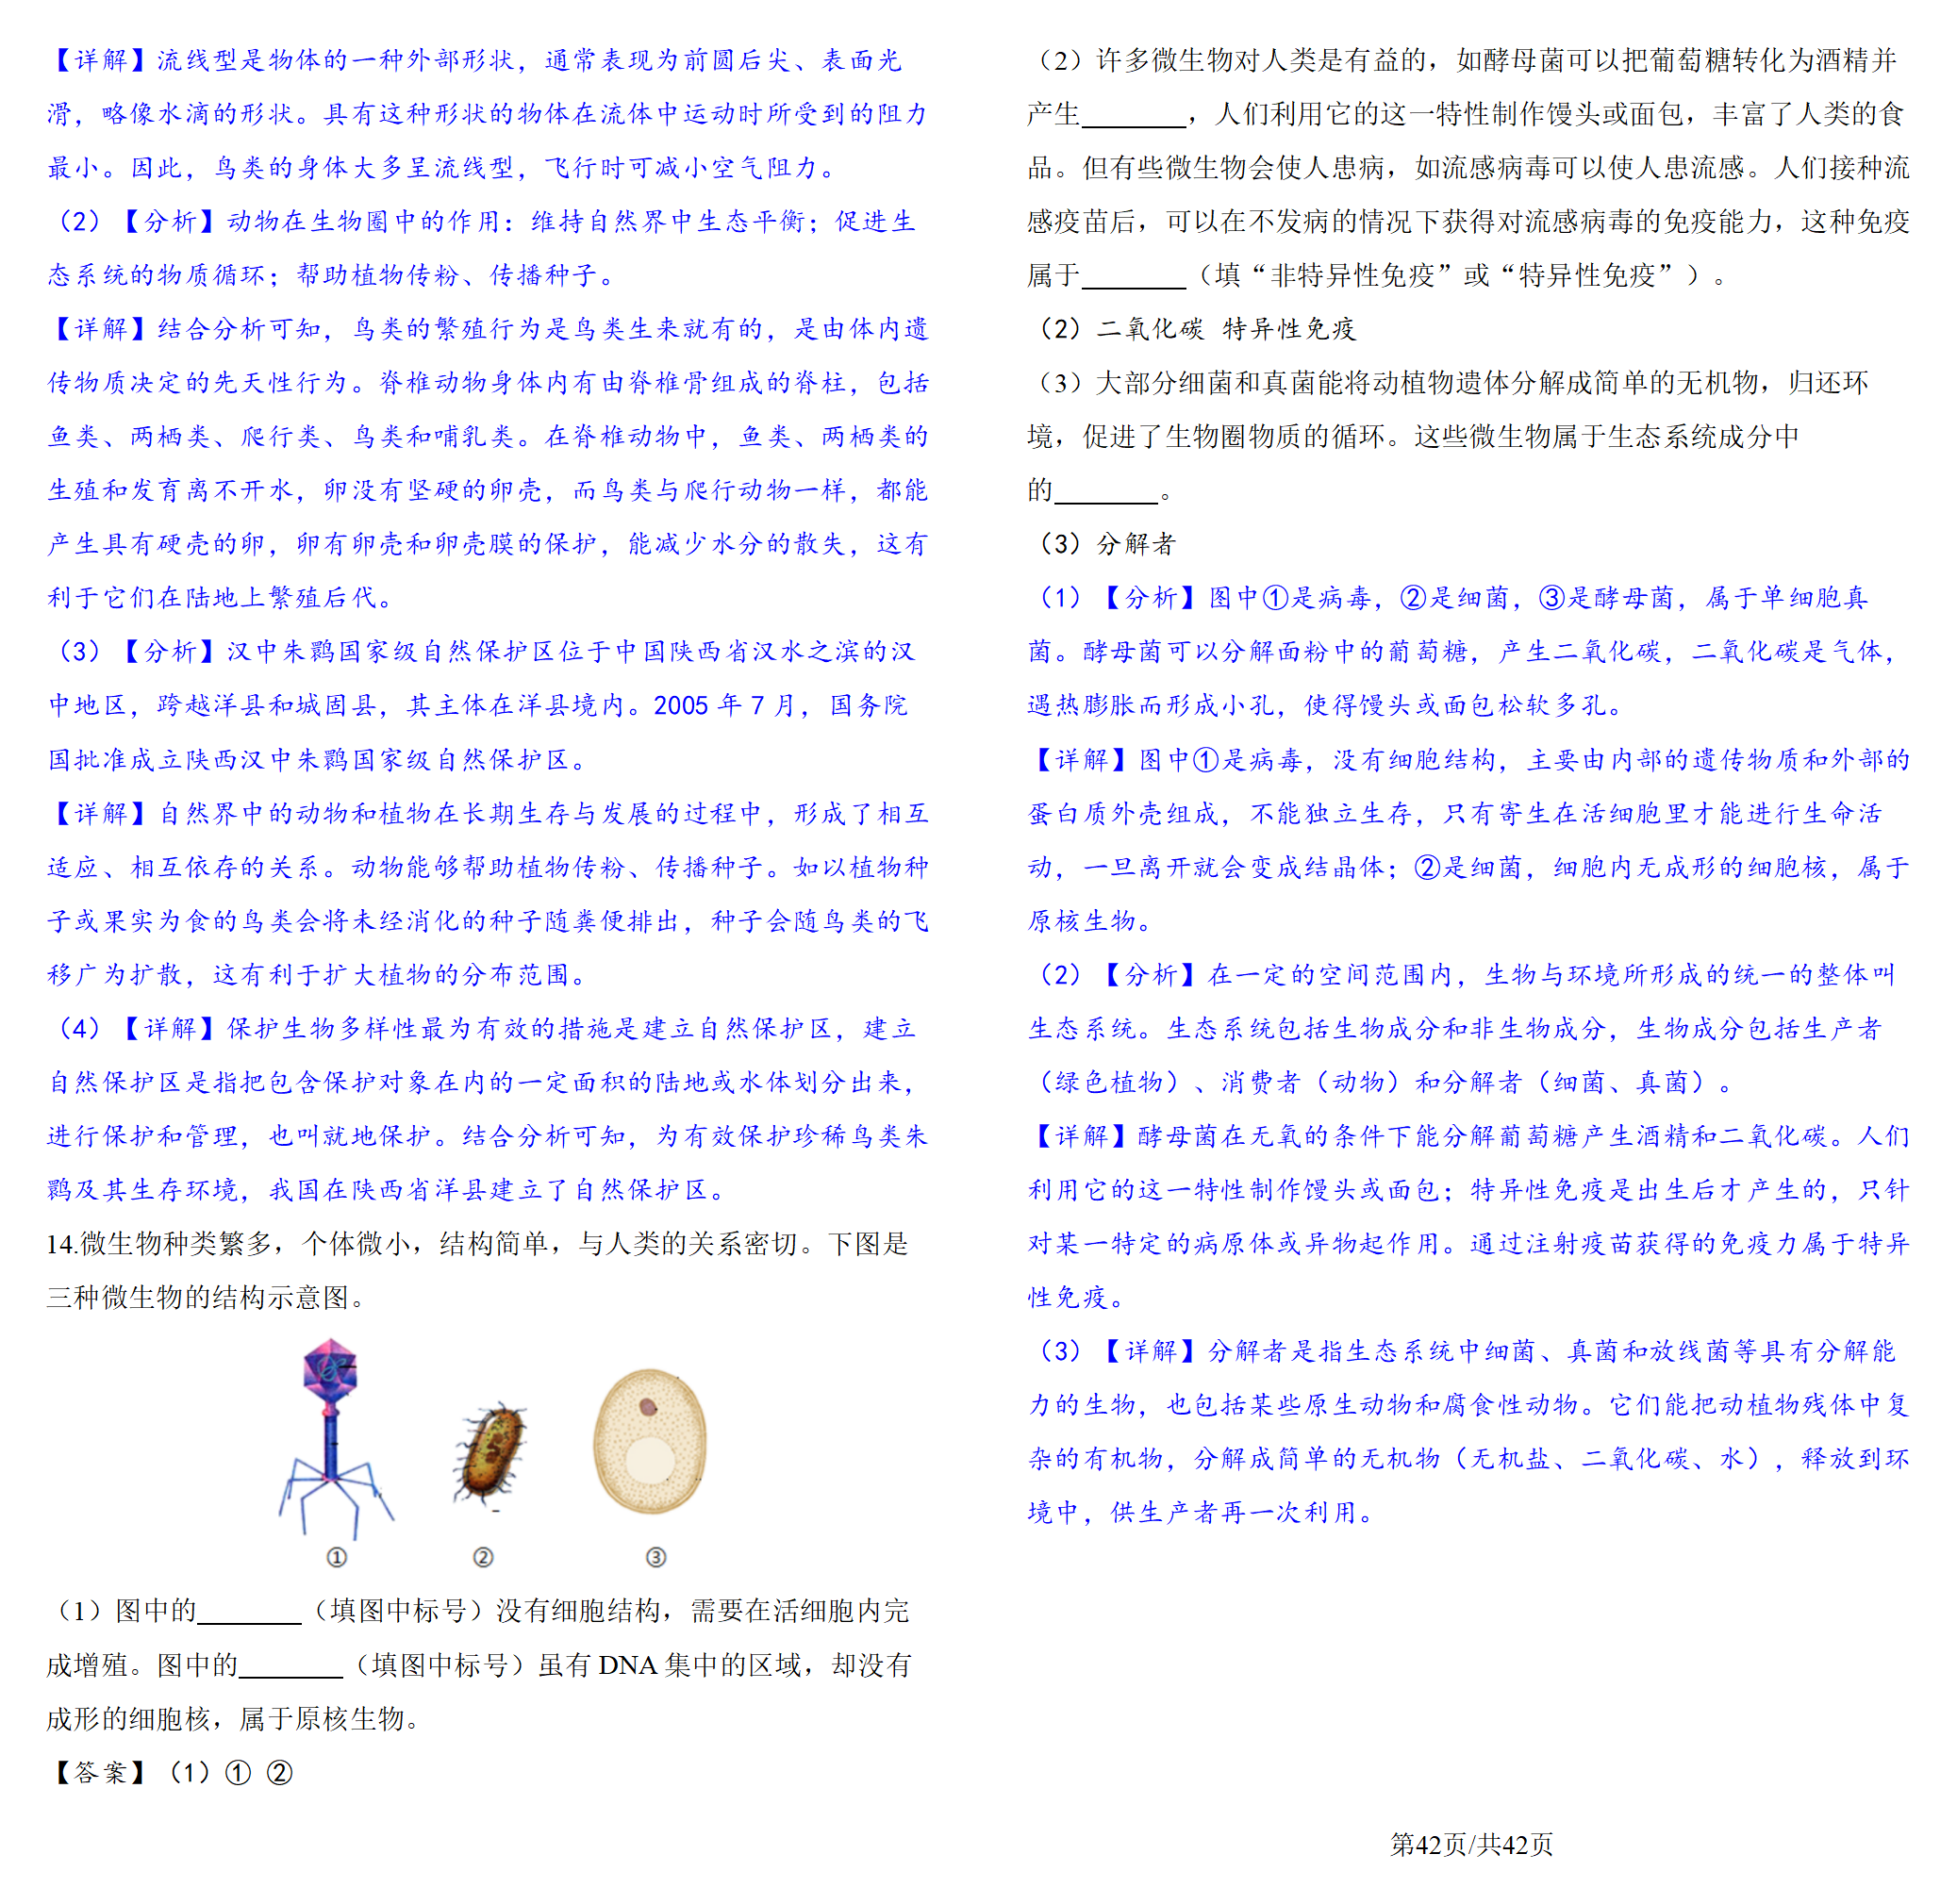 【详解】流线型是物体的一种外部形状，通常表现为前圆后尖、表面光
滑，略像水滴的形状。具有这种形状的物体在流体中运动时所受到的阻力
最小。因此，鸟类的身体大多呈流线型，飞行时可减小空气阻力。
（2）【分析】动物在生物圈中的作用：维持自然界中生态平衡；促进生
态系统的物质循环；帮助植物传粉、传播种子。
【详解】结合分析可知，鸟类的繁殖行为是鸟类生来就有的，是由体内遗
传物质决定的先天性行为。脊椎动物身体内有由脊椎骨组成的脊柱，包括
鱼类、两栖类、爬行类、鸟类和哺乳类。在脊椎动物中，鱼类、两栖类的
生殖和发育离不开水，卵没有坚硬的卵壳，而鸟类与爬行动物一样，都能
产生具有硬壳的卵，卵有卵壳和卵壳膜的保护，能减少水分的散失，这有
利于它们在陆地上繁殖后代。
（3）【分析】汉中朱鹮国家级自然保护区位于中国陕西省汉水之滨的汉
中地区，跨越洋县和城固县，其主体在洋县境内。2005 年 7 月，国务院
国批准成立陕西汉中朱鹮国家级自然保护区。
【详解】自然界中的动物和植物在长期生存与发展的过程中，形成了相互
适应、相互依存的关系。动物能够帮助植物传粉、传播种子。如以植物种
子或果实为食的鸟类会将未经消化的种子随粪便排出，种子会随鸟类的飞
移广为扩散，这有利于扩大植物的分布范围。
（4）【详解】保护生物多样性最为有效的措施是建立自然保护区，建立
自然保护区是指把包含保护对象在内的一定面积的陆地或水体划分出来，
进行保护和管理，也叫就地保护。结合分析可知，为有效保护珍稀鸟类朱
鹮及其生存环境，我国在陕西省洋县建立了自然保护区。
14.微生物种类繁多，个体微小，结构简单，与人类的关系密切。下图是
三种微生物的结构示意图。
① ② ③
（1）图中的________（填图中标号）没有细胞结构，需要在活细胞内完
成增殖。图中的________（填图中标号）虽有 DNA 集中的区域，却没有
成形的细胞核，属于原核生物。
【答案】（1）① ②
（2）许多微生物对人类是有益的，如酵母菌可以把葡萄糖转化为酒精并
产生________，人们利用它的这一特性制作馒头或面包，丰富了人类的食
品。但有些微生物会使人患病，如流感病毒可以使人患流感。人们接种流
感疫苗后，可以在不发病的情况下获得对流感病毒的免疫能力，这种免疫
属于________（填“非特异性免疫”或“特异性免疫”）。
（2）二氧化碳 特异性免疫
（3）大部分细菌和真菌能将动植物遗体分解成简单的无机物，归还环
境，促进了生物圈物质的循环。这些微生物属于生态系统成分中
的________。
（3）分解者
（1）【分析】图中①是病毒，②是细菌，③是酵母菌，属于单细胞真
菌。酵母菌可以分解面粉中的葡萄糖，产生二氧化碳，二氧化碳是气体，
遇热膨胀而形成小孔，使得馒头或面包松软多孔。
【详解】图中①是病毒，没有细胞结构，主要由内部的遗传物质和外部的
蛋白质外壳组成，不能独立生存，只有寄生在活细胞里才能进行生命活
动，一旦离开就会变成结晶体；②是细菌，细胞内无成形的细胞核，属于
原核生物。
（2）【分析】在一定的空间范围内，生物与环境所形成的统一的整体叫
生态系统。生态系统包括生物成分和非生物成分，生物成分包括生产者
（绿色植物）、消费者（动物）和分解者（细菌、真菌）。
【详解】酵母菌在无氧的条件下能分解葡萄糖产生酒精和二氧化碳。人们
利用它的这一特性制作馒头或面包；特异性免疫是出生后才产生的，只针
对某一特定的病原体或异物起作用。通过注射疫苗获得的免疫力属于特异
性免疫。
（3）【详解】分解者是指生态系统中细菌、真菌和放线菌等具有分解能
力的生物，也包括某些原生动物和腐食性动物。它们能把动植物残体中复
杂的有机物，分解成简单的无机物（无机盐、二氧化碳、水），释放到环
境中，供生产者再一次利用。
第42页/共42页